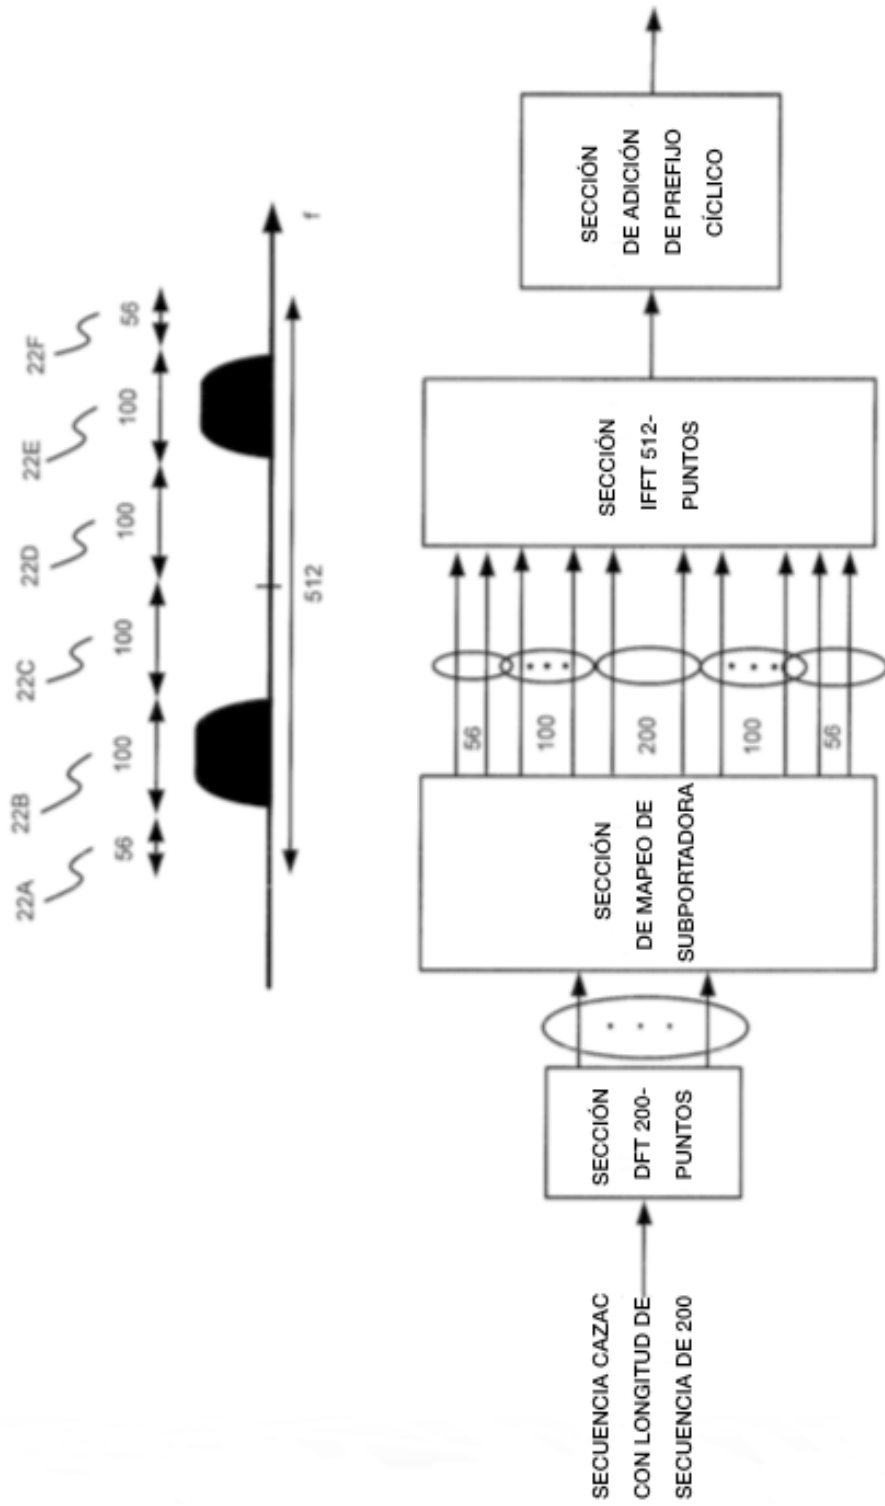 22A
22B
22C
22D
22E
22F
56
100
100
100
100
56
f
512
SECUENCIA CAZAC
CON LONGITUD DE
SECUENCIA DE 200
SECCIÓN
DFT 200-
PUNTOS
SECCIÓN
DE MAPEO DE
SUBPORTADORA
56
100
200
100
56
SECCIÓN
IFFT 512-
PUNTOS
SECCIÓN
DE ADICIÓN
DE PREFIJO
CÍCLICO